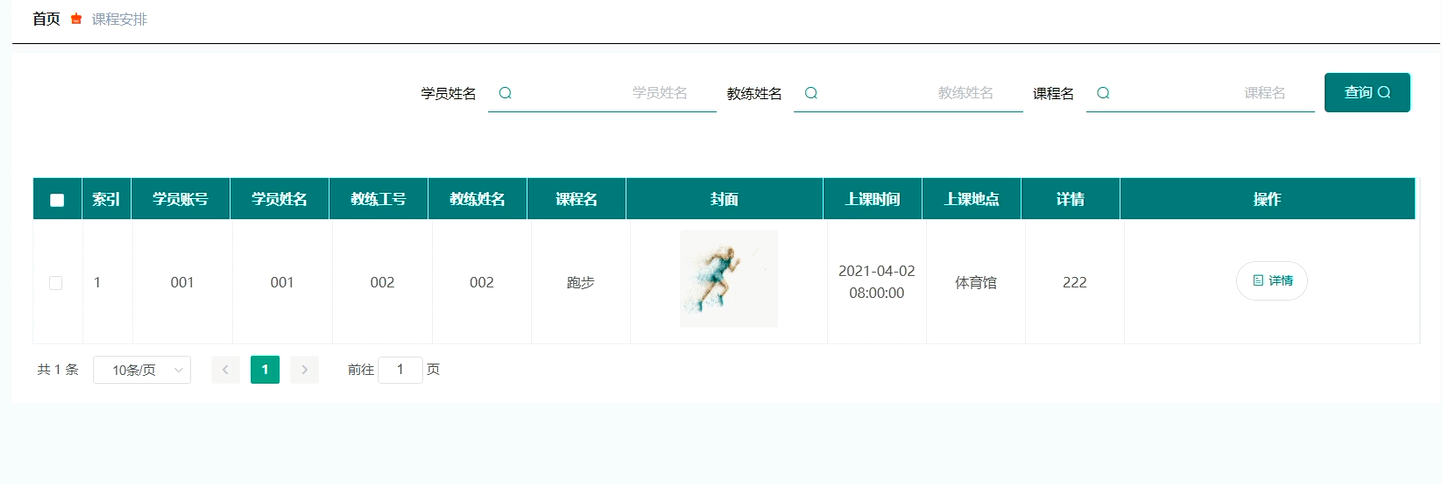 首页 课程安排
学员姓名 学员姓名 教练姓名 教练姓名 课程名 课程名 查询
索引 学员账号 学员姓名 教练工号 教练姓名 课程名 封面 上课时间 上课地点 详情 操作
1 001 001 002 002 跑步 2021-04-02 08:00:00 体育馆 222 详情
共 1 条 10条/页 1 前往 1 页